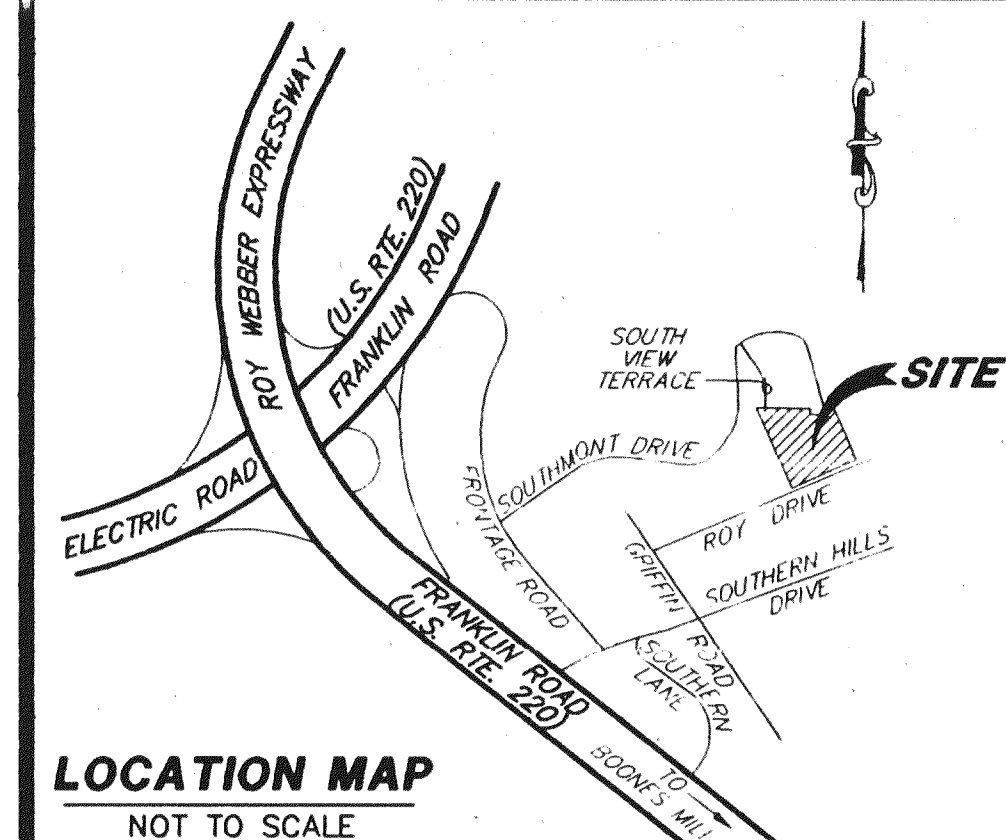 ROY WEBBER EXPRESSWAY
(U.S. RTE. 220)
FRANKLIN ROAD
ELECTRIC ROAD
SOUTH
VIEW
TERRACE
SITE
SOUTHMONT DRIVE
FRONTAGE ROAD
ROY DRIVE
GRIFFIN ROAD
SOUTHERN HILLS
DRIVE
SOUTHERN
LANE
FRANKLIN ROAD
(U.S. RTE. 220)
TO
BOONES MILL
LOCATION MAP
NOT TO SCALE